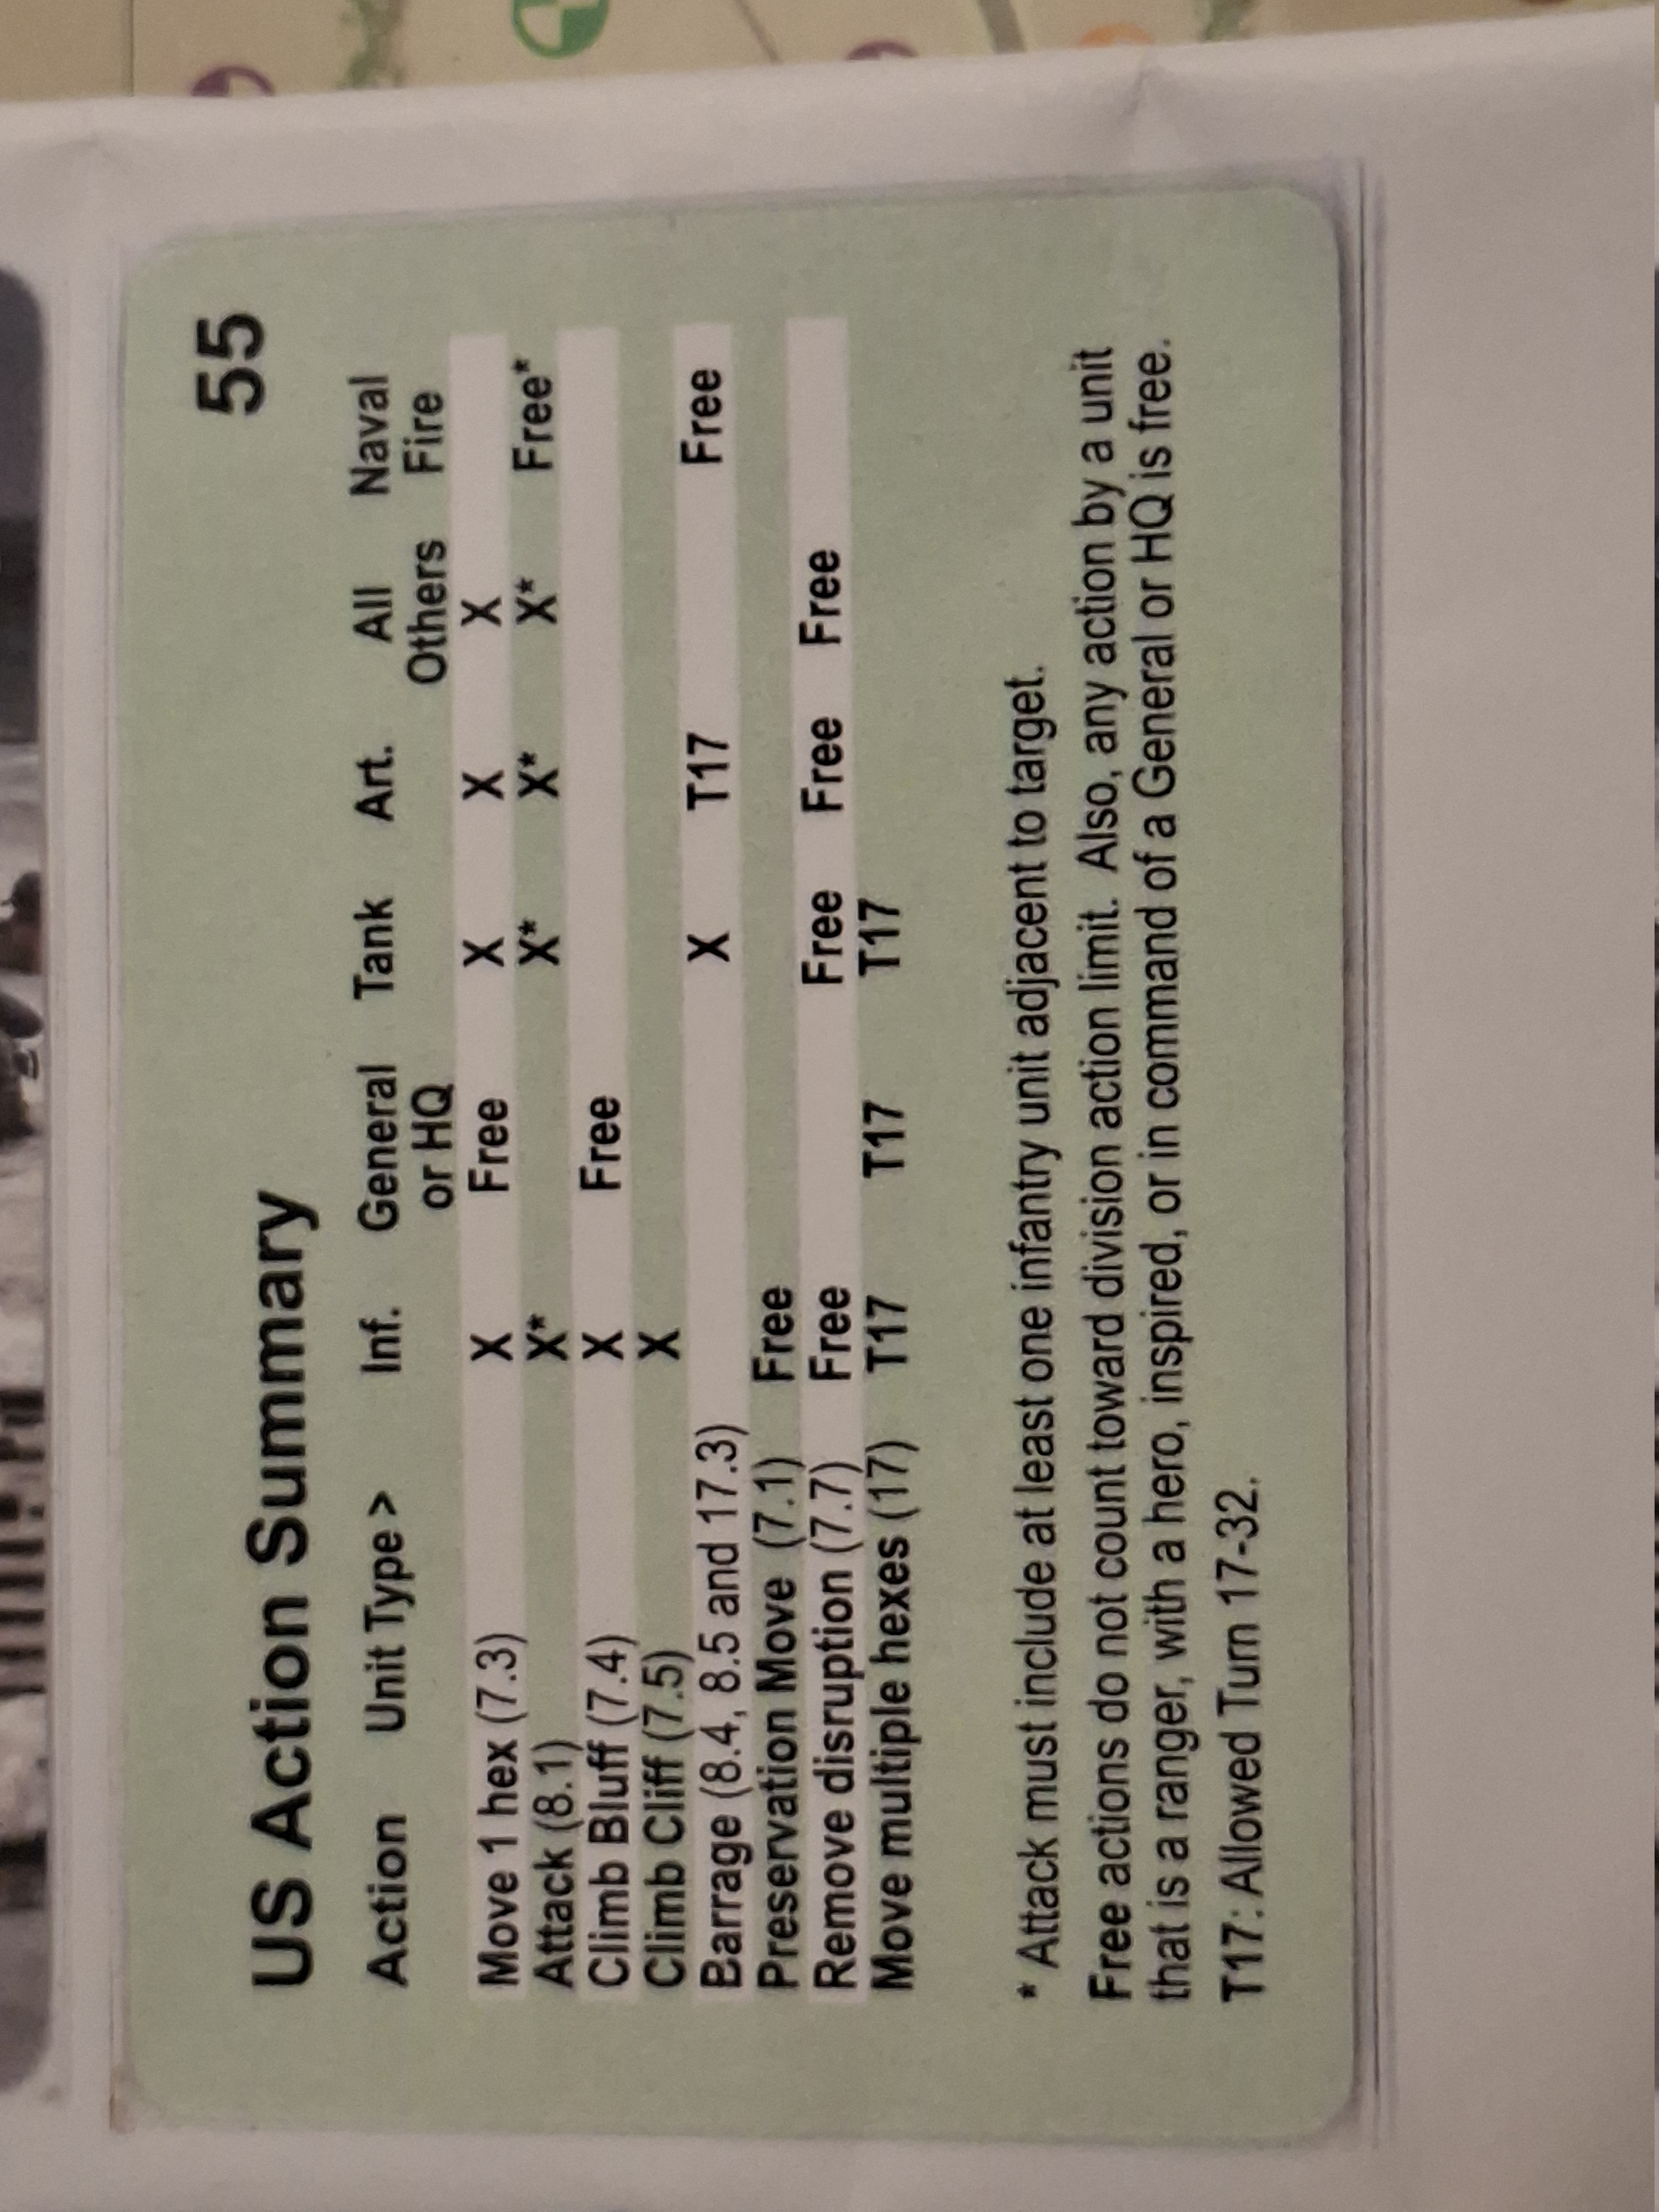 US Action Summary 55
Action Unit Type > Inf. General Tank Art. All Naval
or HQ Others Fire
Move 1 hex (7.3) X Free X X X
Attack (8.1) X* X* X* X* Free*
Climb Bluff (7.4) X Free
Climb Cliff (7.5) X
Barrage (8.4, 8.5 and 17.3) X T17 Free
Preservation Move (7.1) Free
Remove disruption (7.7) Free Free Free Free
Move multiple hexes (17) T17 T17 T17
* Attack must include at least one infantry unit adjacent to target.
Free actions do not count toward division action limit. Also, any action by a unit
that is a ranger, with a hero, inspired, or in command of a General or HQ is free.
T17: Allowed Turn 17-32.